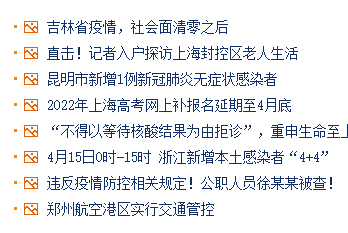 吉林省疫情，社会面清零之后
直击！记者入户探访上海封控区老人生活
昆明市新增1例新冠肺炎无症状感染者
2022年上海高考网上补报名延期至4月底
“不得以等待核酸结果为由拒诊”，重申生命至上
4月15日0时-15时 浙江新增本土感染者“4+4”
违反疫情防控相关规定！公职人员徐某某被查！
郑州航空港区实行交通管控